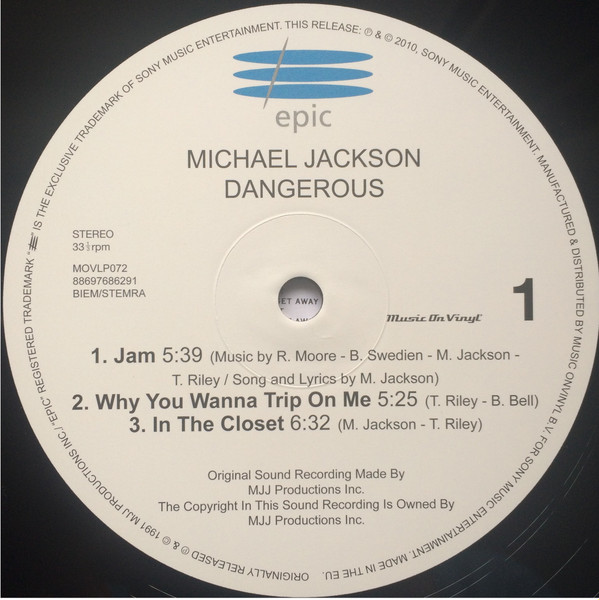 epic
MICHAEL JACKSON
DANGEROUS
STEREO
33⅓rpm
MOVLP072
88697686291
BIEM/STEMRA
ET AWAY
Music On Vinyl
1
1. Jam 5:39 (Music by R. Moore - B. Swedien - M. Jackson -
T. Riley / Song and Lyrics by M. Jackson)
2. Why You Wanna Trip On Me 5:25 (T. Riley - B. Bell)
3. In The Closet 6:32 (M. Jackson - T. Riley)
Original Sound Recording Made By
MJJ Productions Inc.
The Copyright In This Sound Recording Is Owned By
MJJ Productions Inc.
ORIGINALLY RELEASED ℗ & © 1991 MJJ PRODUCTIONS INC / "EPIC" REGISTERED TRADEMARK " " IS THE EXCLUSIVE TRADEMARK OF SONY MUSIC ENTERTAINMENT. THIS RELEASE: ℗ & © 2010, SONY MUSIC ENTERTAINMENT. MANUFACTURED & DISTRIBUTED BY MUSIC ONVINYL B.V. FOR SONY MUSIC ENTERTAINMENT. MADE IN THE EU.